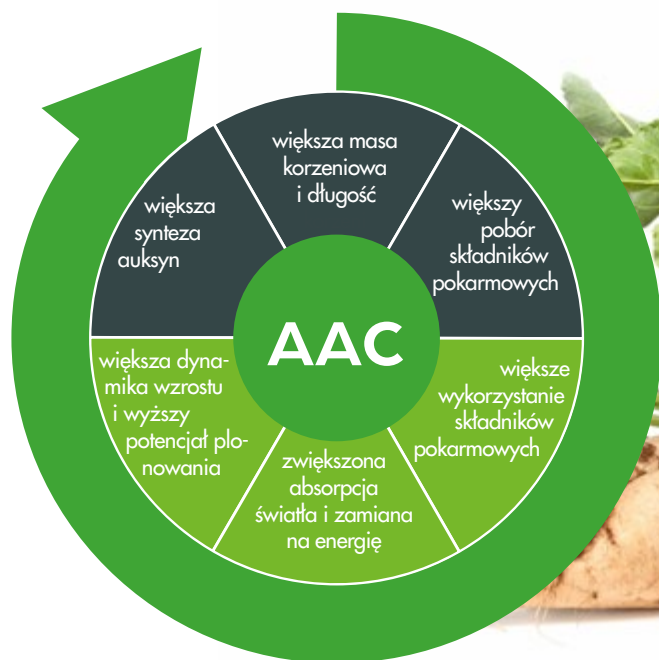 większa masa
korzeniowa
i długość
większy
pobór
składników
pokarmowych
większe
wykorzystanie
składników
pokarmowych
zwiększona
absorpcja
światła i zamiana
na energię
większa dyna-
mika wzrostu
i wyższy
potencjał plo-
nowania
większa
synteza
auksyn
AAC